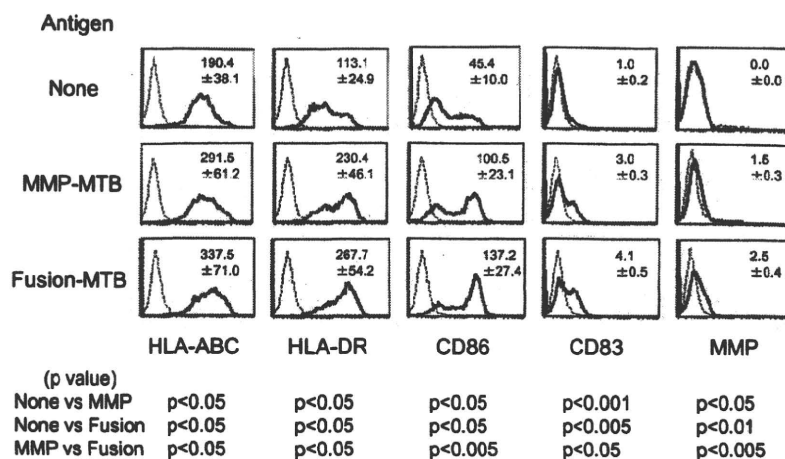 Antigen
None
190.4 ±38.1
113.1 ±24.9
45.4 ±10.0
1.0 ±0.2
0.0 ±0.0
MMP-MTB
291.5 ±61.2
230.4 ±46.1
100.5 ±23.1
3.0 ±0.3
1.5 ±0.3
Fusion-MTB
337.5 ±71.0
267.7 ±54.2
137.2 ±27.4
4.1 ±0.5
2.5 ±0.4
HLA-ABC HLA-DR CD86 CD83 MMP
(p value)
None vs MMP p<0.05 p<0.05 p<0.05 p<0.001 p<0.05
None vs Fusion p<0.05 p<0.05 p<0.05 p<0.005 p<0.01
MMP vs Fusion p<0.05 p<0.05 p<0.005 p<0.05 p<0.005